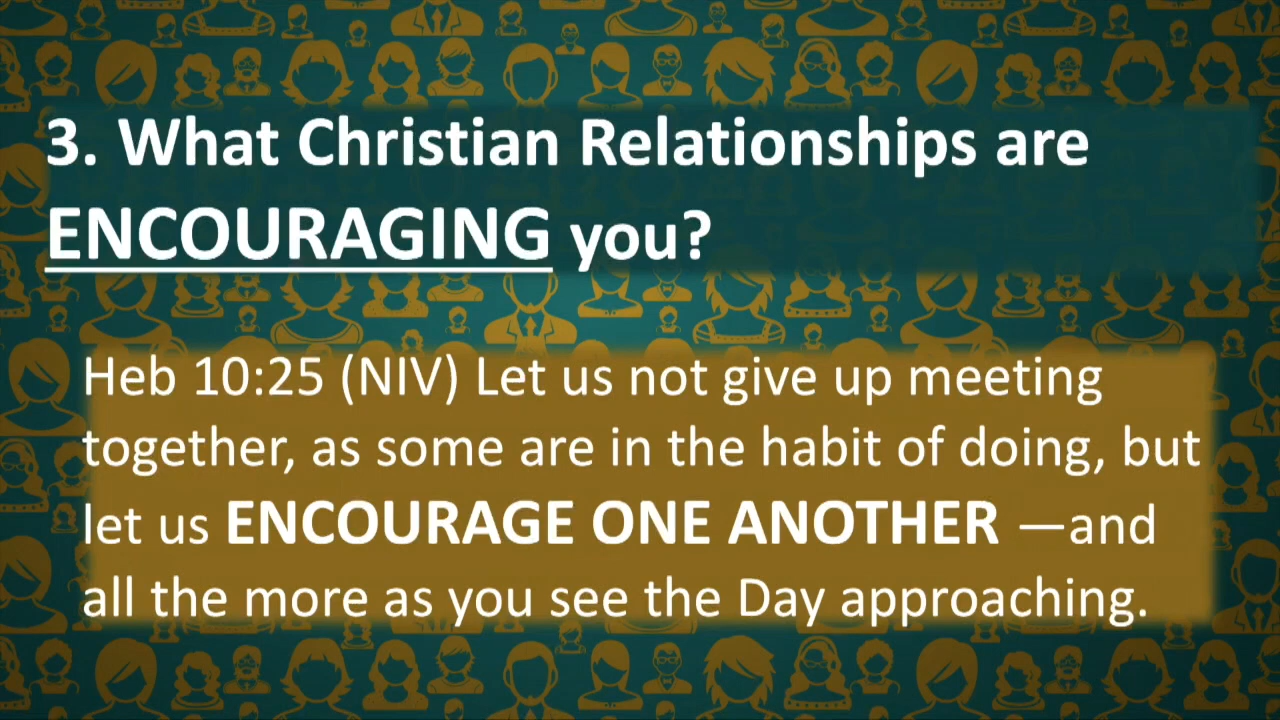 3. What Christian Relationships are
ENCOURAGING you?
Heb 10:25 (NIV) Let us not give up meeting
together, as some are in the habit of doing, but
let us ENCOURAGE ONE ANOTHER —and
all the more as you see the Day approaching.